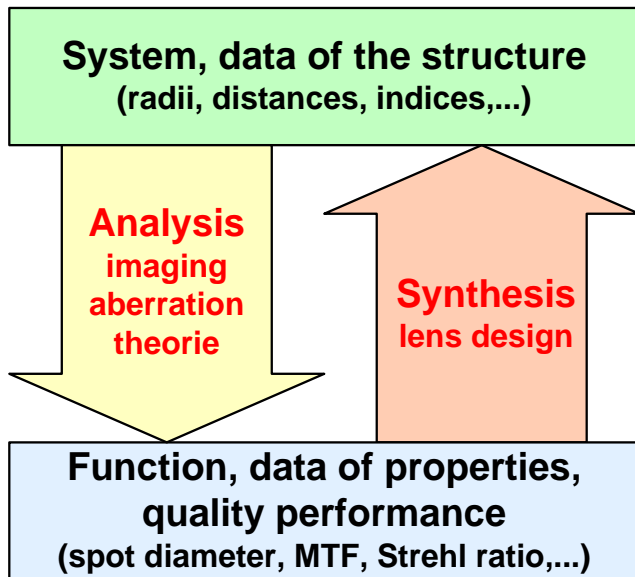 System, data of the structure
(radii, distances, indices,...)
Analysis
imaging
aberration
theorie
Synthesis
lens design
Function, data of properties,
quality performance
(spot diameter, MTF, Strehl ratio,...)